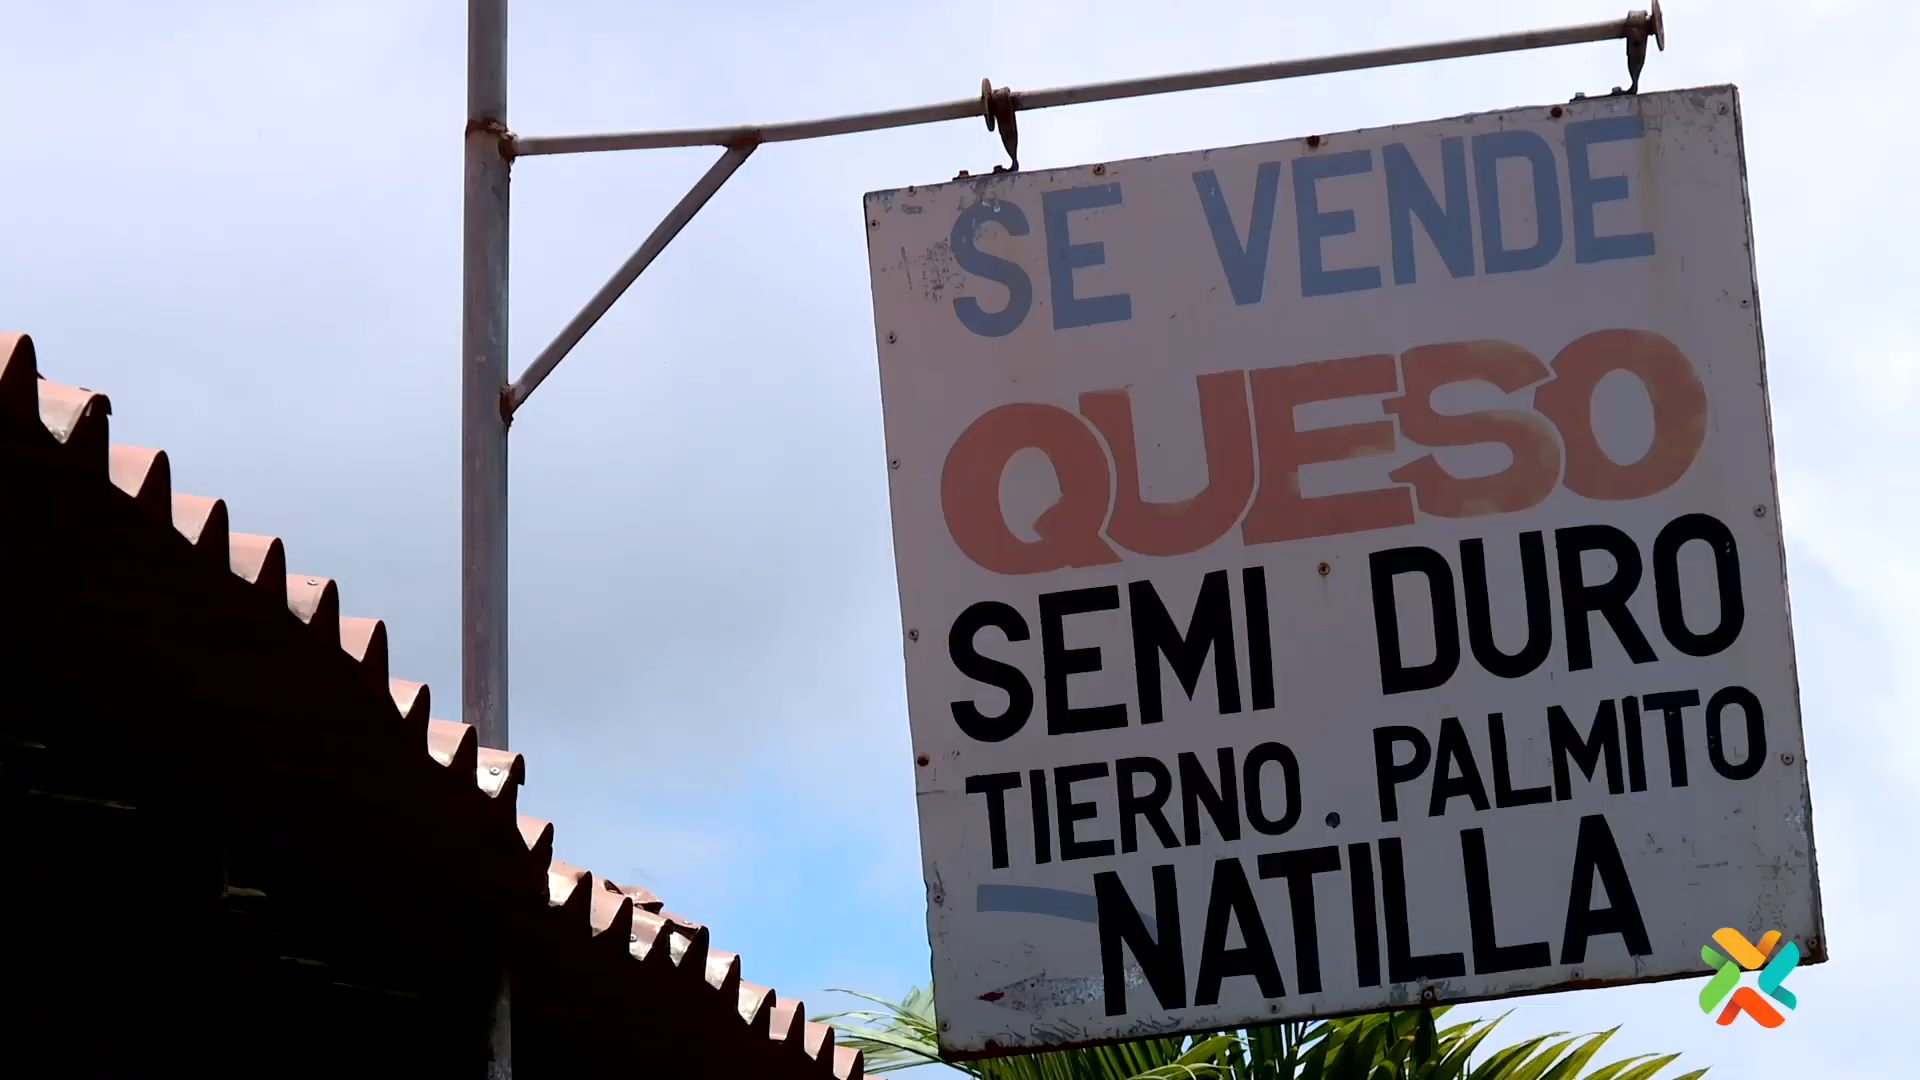 SE VENDE
QUESO
SEMI DURO
TIERNO. PALMITO
NATILLA